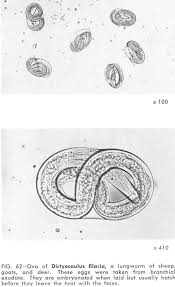 x 100
x 410
FIG. 62—Ova of Dictyocaulus filaria, a lungworm of sheep,
goats, and deer. These eggs were taken from bronchial
exudate. They are embryonated when laid but usually hatch
before they leave the host with the feces.